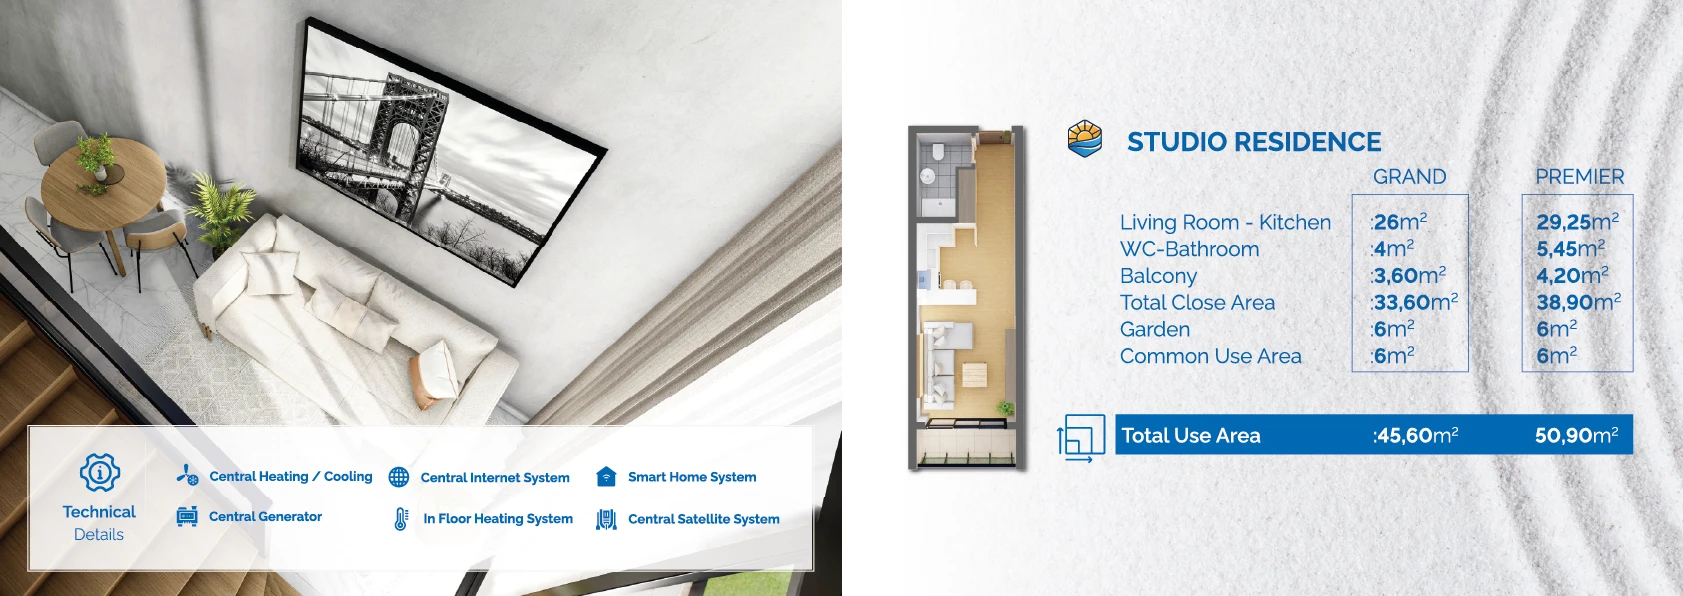 Technical
Details
Central Heating / Cooling
Central Internet System
Smart Home System
Central Generator
In Floor Heating System
Central Satellite System
STUDIO RESIDENCE
GRAND PREMIER
Living Room - Kitchen :26m² 29,25m²
WC-Bathroom :4m² 5,45m²
Balcony :3,60m² 4,20m²
Total Close Area :33,60m² 38,90m²
Garden :6m² 6m²
Common Use Area :6m² 6m²
Total Use Area :45,60m² 50,90m²